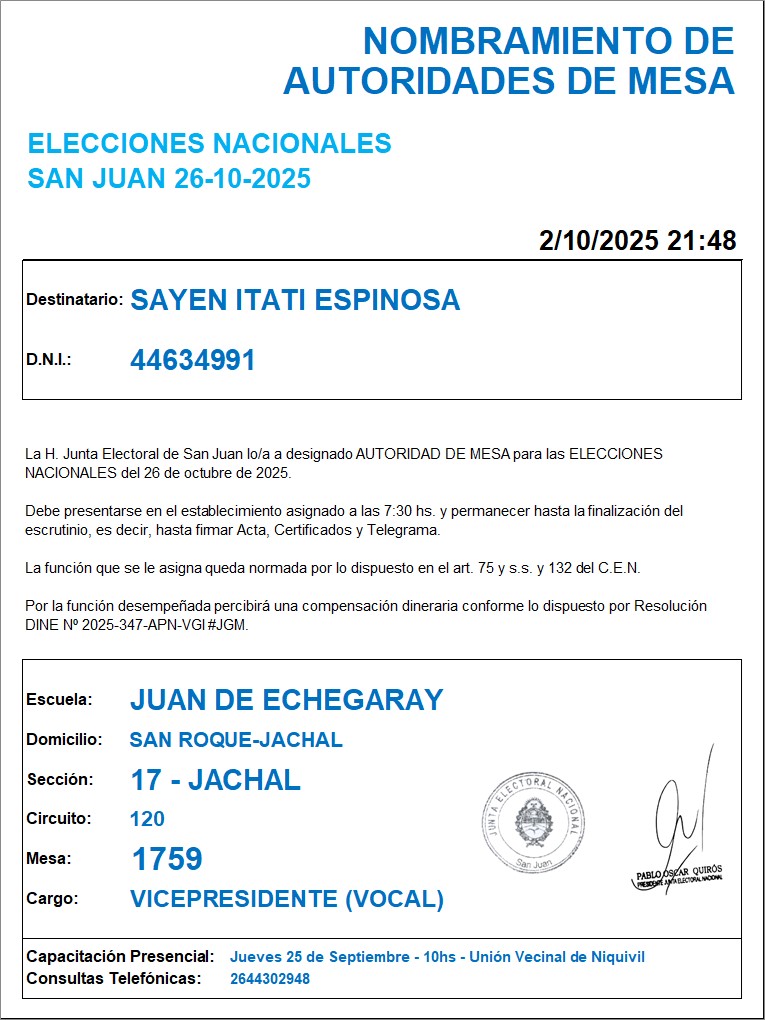 NOMBRAMIENTO DE
AUTORIDADES DE MESA
ELECCIONES NACIONALES
SAN JUAN 26-10-2025
2/10/2025 21:48
Destinatario: SAYEN ITATI ESPINOSA
D.N.I.: 44634991
La H. Junta Electoral de San Juan lo/a a designado AUTORIDAD DE MESA para las ELECCIONES
NACIONALES del 26 de octubre de 2025.
Debe presentarse en el establecimiento asignado a las 7:30 hs. y permanecer hasta la finalización del
escrutinio, es decir, hasta firmar Acta, Certificados y Telegrama.
La función que se le asigna queda normada por lo dispuesto en el art. 75 y s.s. y 132 del C.E.N.
Por la función desempeñada percibirá una compensación dineraria conforme lo dispuesto por Resolución
DINE Nº 2025-347-APN-VGI#JGM.
Escuela: JUAN DE ECHEGARAY
Domicilio: SAN ROQUE-JACHAL
Sección: 17 - JACHAL
Circuito: 120
Mesa: 1759
Cargo: VICEPRESIDENTE (VOCAL)
JUNTA ELECTORAL NACIONAL
San Juan
PABLO OSCAR QUIRÓS
PRESIDENTE JUNTA ELECTORAL NACIONAL
Capacitación Presencial: Jueves 25 de Septiembre - 10hs - Unión Vecinal de Niquivil
Consultas Telefónicas: 2644302948